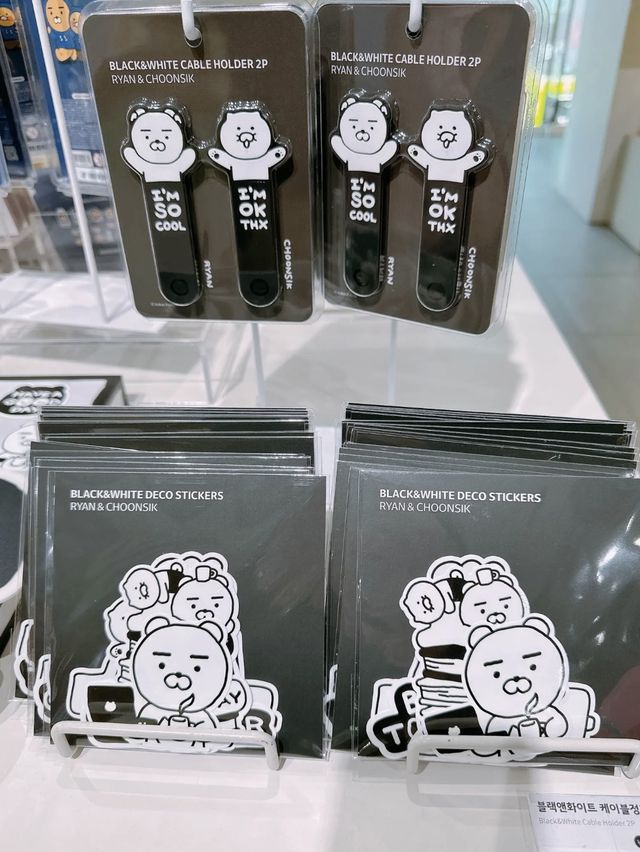 BLACK&WHITE CABLE HOLDER 2P
RYAN & CHOONSIK
I'M
SO
COOL
RYAN
I'M
OK
THX
CHOONSIK
BLACK&WHITE CABLE HOLDER 2P
RYAN & CHOONSIK
I'M
SO
COOL
RYAN
I'M
OK
THX
CHOONSIK
BLACK&WHITE DECO STICKERS
RYAN & CHOONSIK
BLACK&WHITE DECO STICKERS
RYAN & CHOONSIK
블랙앤화이트 케이블정
Black&White Cable Holder 2P